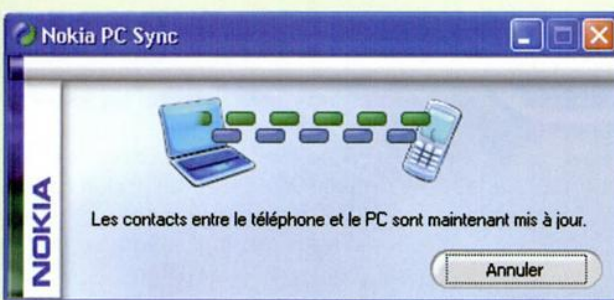 Nokia PC Sync
NOKIA
Les contacts entre le téléphone et le PC sont maintenant mis à jour.
Annuler